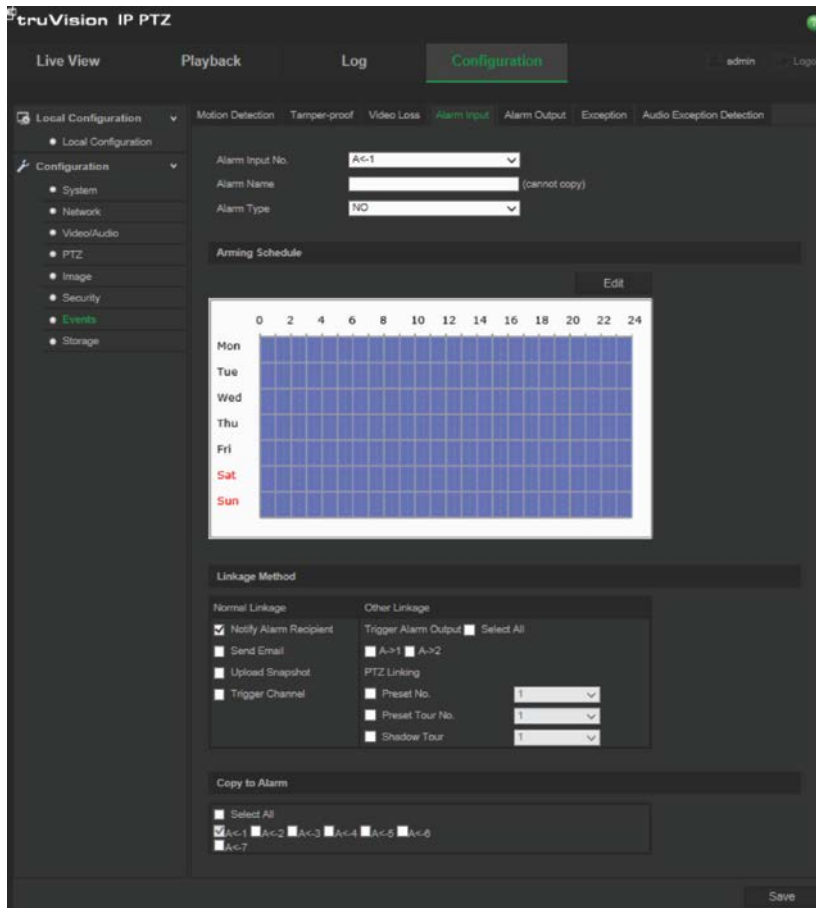 truVision IP PTZ
Live View Playback Log Configuration admin
Local Configuration
Local Configuration
Configuration
System
Network
Video/Audio
PTZ
Image
Security
Events
Storage
Motion Detection Tamper-proof Video Loss Alarm Input Alarm Output Exception Audio Exception Detection
Alarm Input No. A<-1
Alarm Name (cannot copy)
Alarm Type NO
Arming Schedule
Edit
0 2 4 6 8 10 12 14 16 18 20 22 24
Mon
Tue
Wed
Thu
Fri
Sat
Sun
Linkage Method
Normal Linkage Other Linkage
Notify Alarm Recipient Trigger Alarm Output Select All
Send Email A->1 A->2
Upload Snapshot PTZ Linking
Trigger Channel Preset No. 1
Preset Tour No. 1
Shadow Tour 1
Copy to Alarm
Select All
A<-1 A<-2 A<-3 A<-4 A<-5 A<-6
A<-7
Save